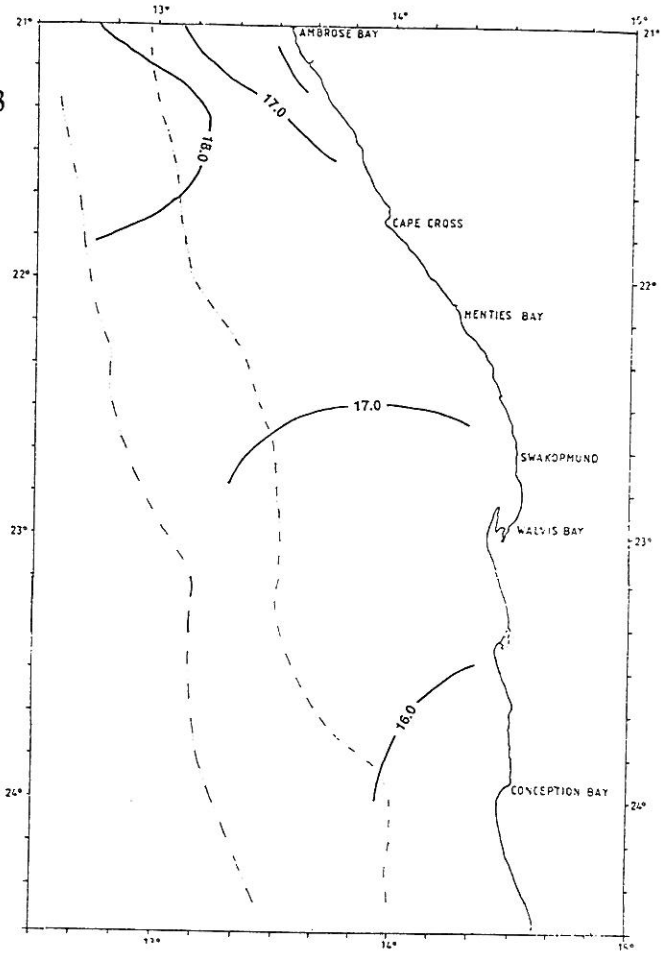 13° 14° 15°
21° AMBROSE BAY 21°
8
17.0
18.0
CAPE CROSS
22° 22°
HENTIES BAY
17.0
SWAKOPMUND
23° WALVIS BAY 23°
16.0
24° CONCEPTION BAY 24°
13° 14° 15°